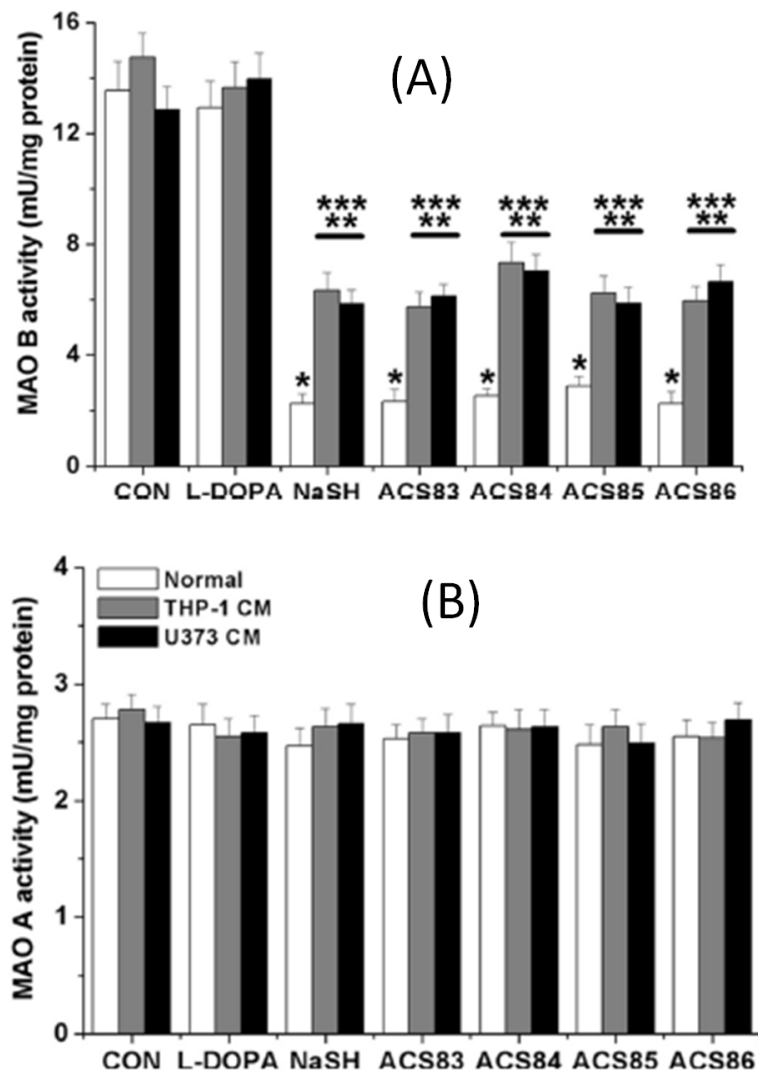 MAO B activity (mU/mg protein)
16
12
8
4
0
(A)
*** *** *** *** ***
** ** ** ** **
* * * * *
CON L-DOPA NaSH ACS83 ACS84 ACS85 ACS86
MAO A activity (mU/mg protein)
4
3
2
1
0
Normal
THP-1 CM
U373 CM
(B)
CON L-DOPA NaSH ACS83 ACS84 ACS85 ACS86